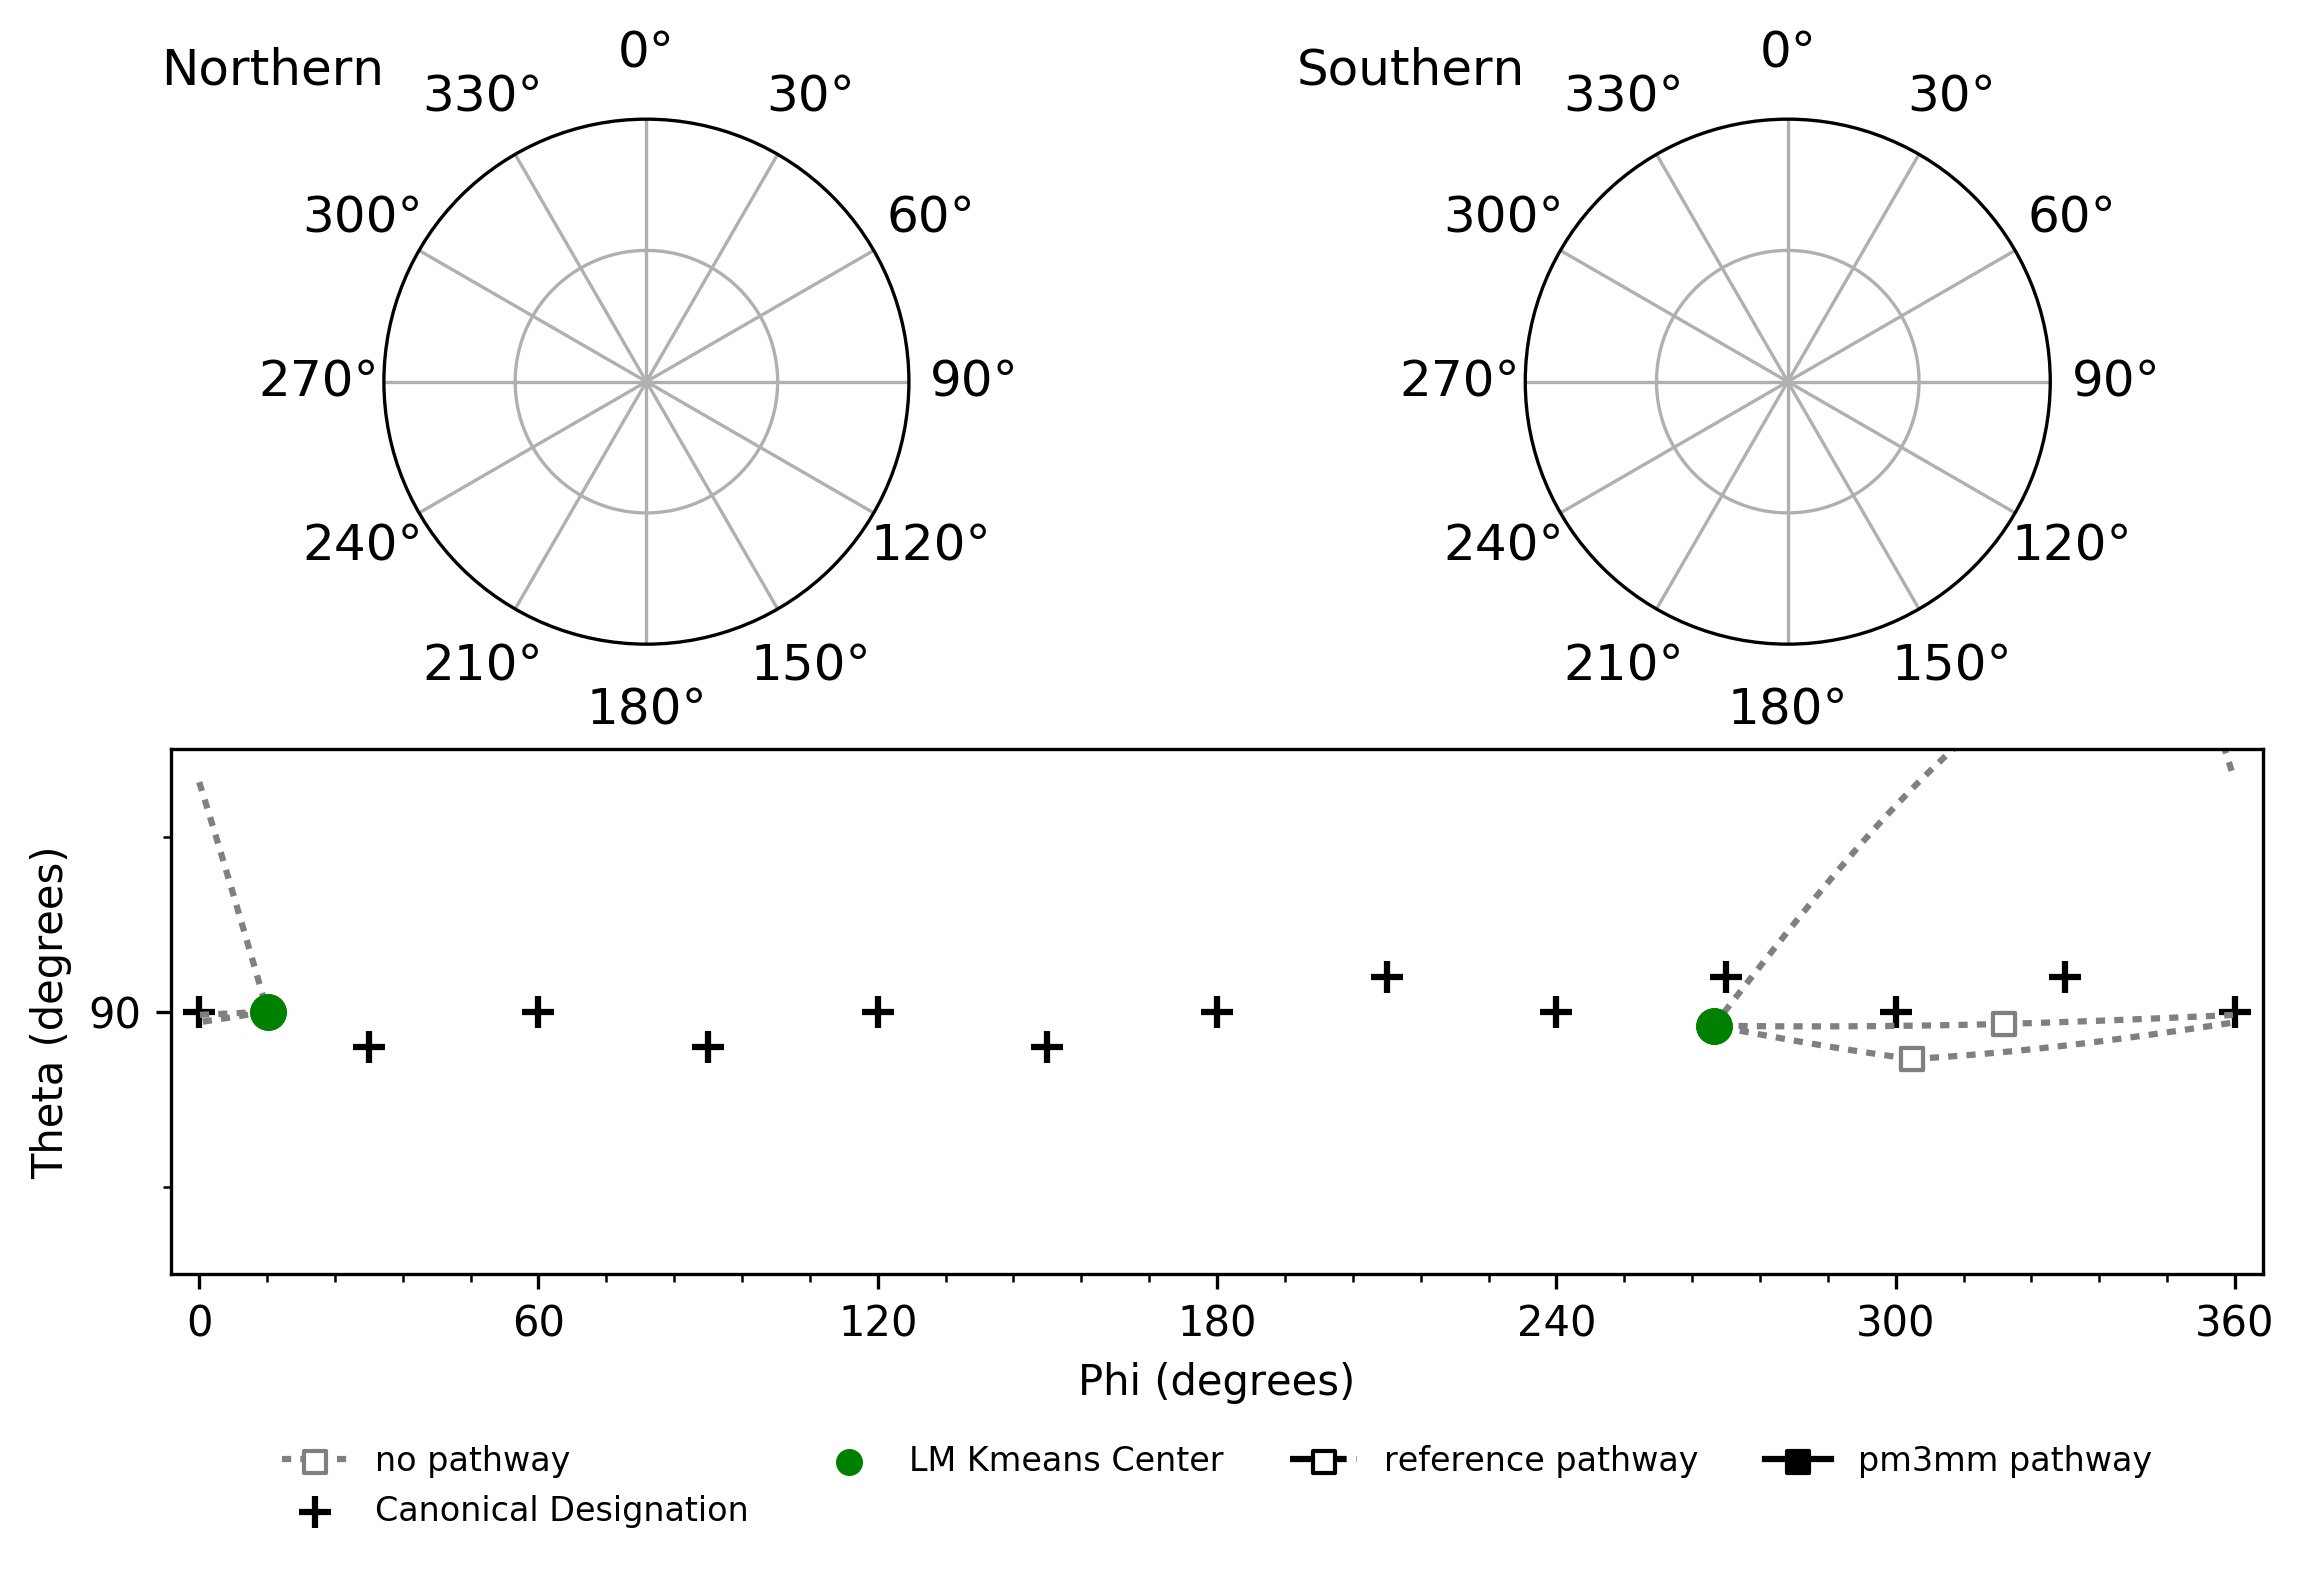 Northern
0°
330°
30°
300°
60°
270°
90°
240°
120°
210°
150°
180°
Southern
0°
330°
30°
300°
60°
270°
90°
240°
120°
210°
150°
180°
Theta (degrees)
90
0 60 120 180 240 300 360
Phi (degrees)
no pathway
Canonical Designation
LM Kmeans Center
reference pathway
pm3mm pathway